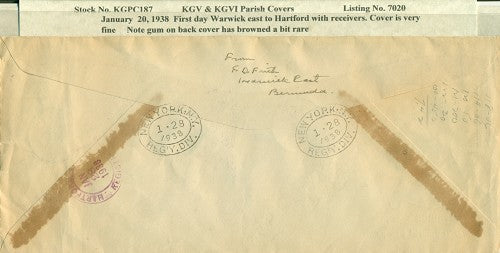 Stock No. KGPC187 KGV & KGVI Parish Covers Listing No. 7020
January 20, 1938 First day Warwick east to Hartford with receivers. Cover is very
fine Note gum on back cover has browned a bit rare
From
Warwick East
Bermuda
NEW YORK, N.Y.
1-28
1938
REG'Y. DIV.
NEW YORK, N.Y.
1-28
1938
REG'Y. DIV.
1938